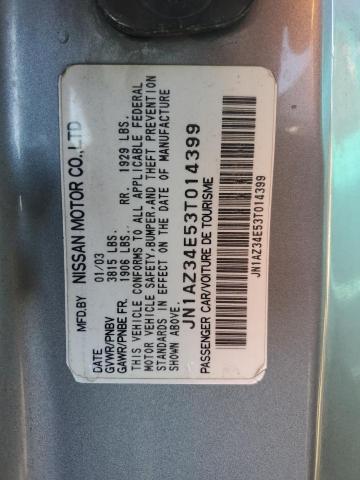 MFD.BY NISSAN MOTOR CO.,LTD
DATE 01/03
GVWR/PNBV 3815 LBS.
GAWR/PNBE FR. 1906 LBS. RR. 1929 LBS.
THIS VEHICLE CONFORMS TO ALL APPLICABLE FEDERAL
MOTOR VEHICLE SAFETY,BUMPER,AND THEFT PREVENTION
STANDARDS IN EFFECT ON THE DATE OF MANUFACTURE
SHOWN ABOVE.
JN1AZ34E53T014399
PASSENGER CAR/VOITURE DE TOURISME
JN1AZ34E53T014399